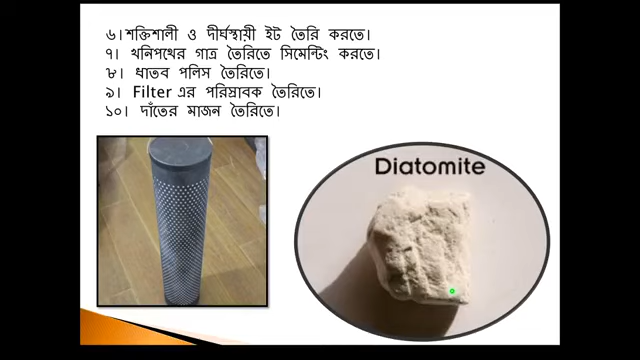 ৬। শক্তিশালী ও দীর্ঘস্থায়ী ইট তৈরি করতে।
৭। খনিপথের গাত্র তৈরিতে সিমেন্টিং করতে।
৮। ধাতব পলিস তৈরিতে।
৯। Filter এর পরিস্রাবক তৈরিতে।
১০। দাঁতের মাজন তৈরিতে।
Diatomite